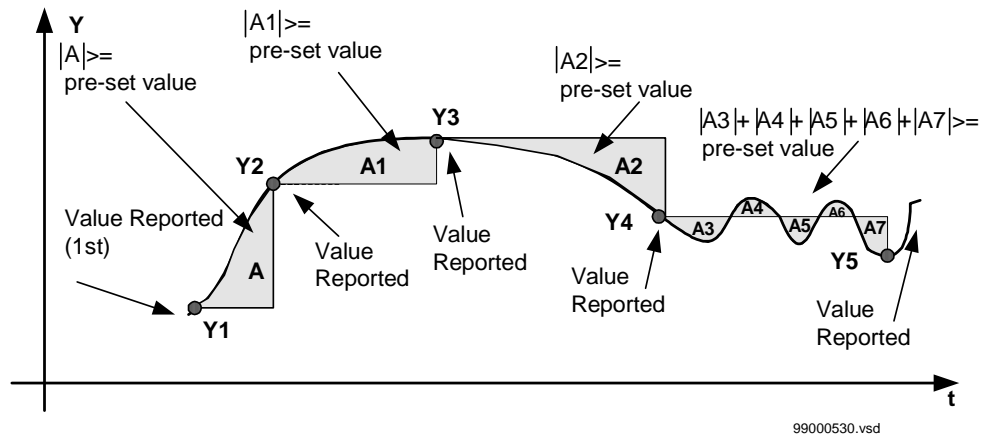 Y
|A|>=
pre-set value
|A1|>=
pre-set value
|A2|>=
pre-set value
|A3|+|A4|+|A5|+|A6|+|A7|>=
pre-set value
Y3
Y2
A1
A2
Value Reported
(1st)
A
Value
Reported
Value
Reported
Y4
A3
A4
A5
A6
A7
Y5
Value
Reported
Value
Reported
Y1
t
99000530.vsd